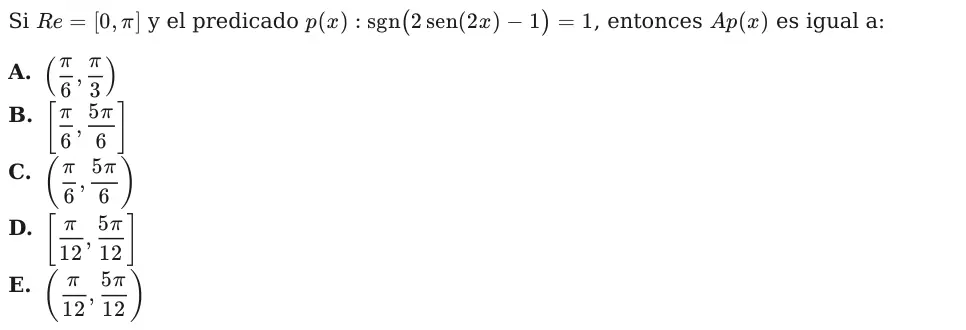 Si Re = [0, π] y el predicado p(x) : sgn(2 sen(2x) − 1) = 1, entonces Ap(x) es igual a:
A. (π/6, π/3)
B. [π/6, 5π/6]
C. (π/6, 5π/6)
D. [π/12, 5π/12]
E. (π/12, 5π/12)